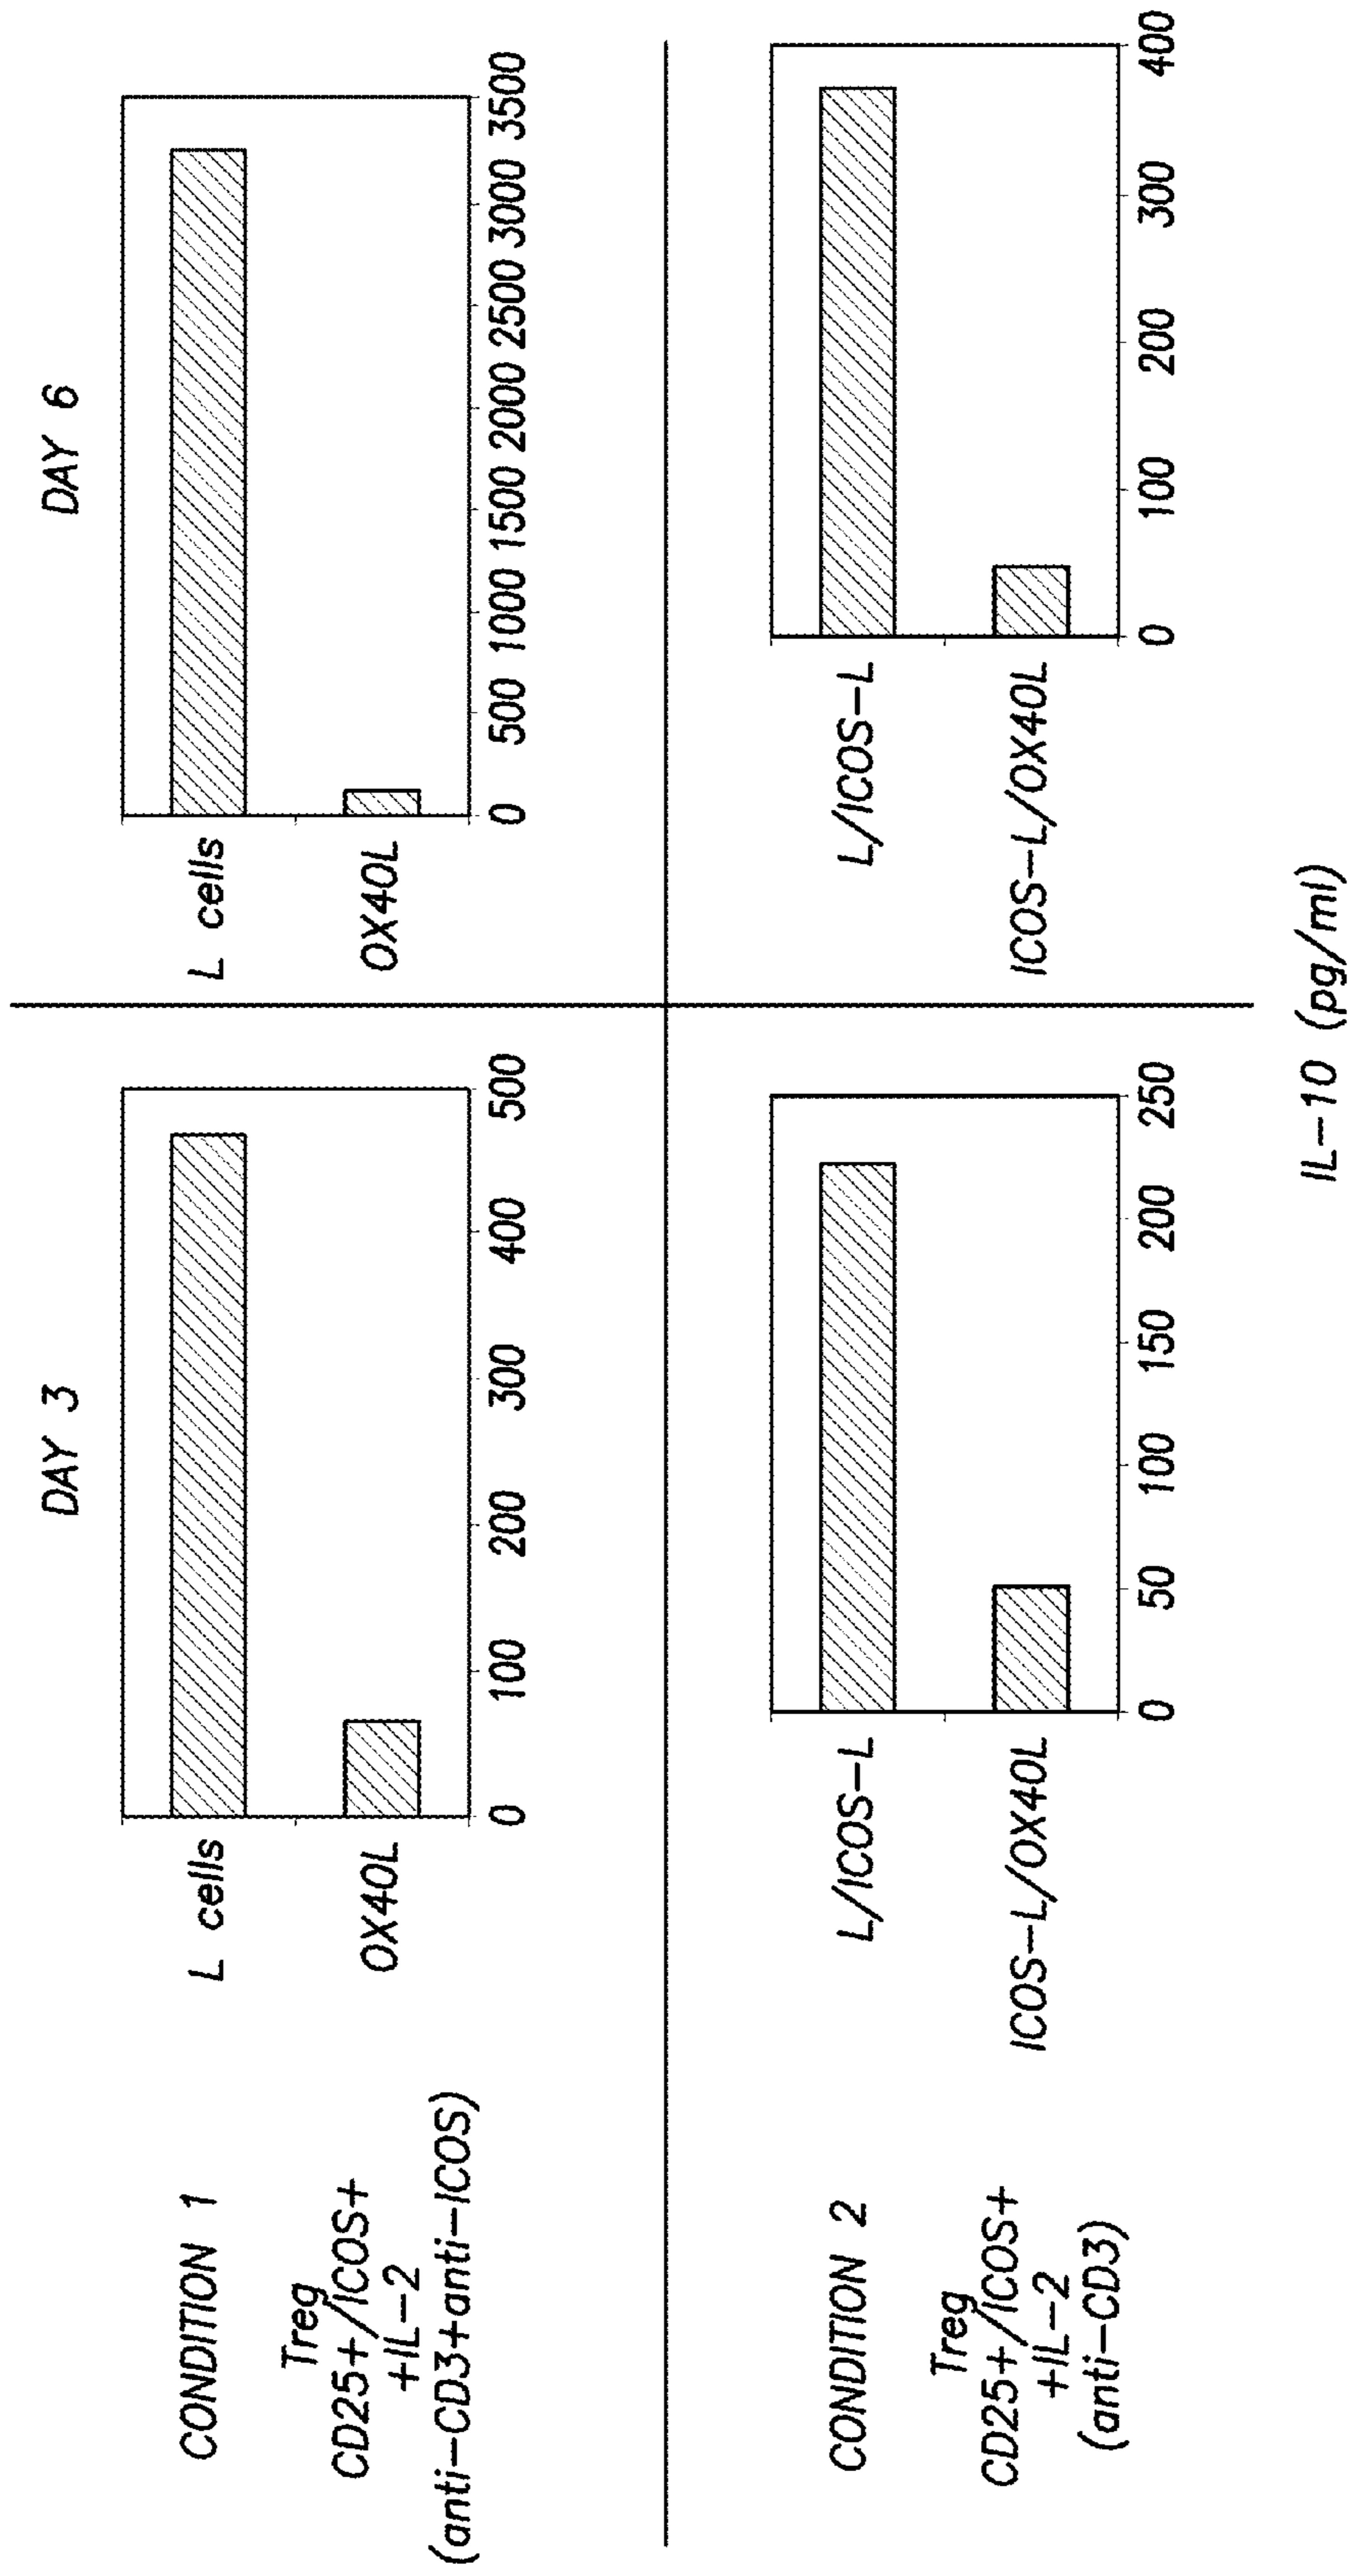 DAY 3
DAY 6
CONDITION 1
Treg
CD25+/ICOS+
+IL-2
(anti-CD3+anti-ICOS)
L cells
OX40L
0 100 200 300 400 500
L cells
OX40L
0 500 1000 1500 2000 2500 3000 3500
CONDITION 2
Treg
CD25+/ICOS+
+IL-2
(anti-CD3)
L/ICOS-L
ICOS-L/OX40L
0 50 100 150 200 250
L/ICOS-L
ICOS-L/OX40L
0 100 200 300 400
IL-10 (pg/ml)